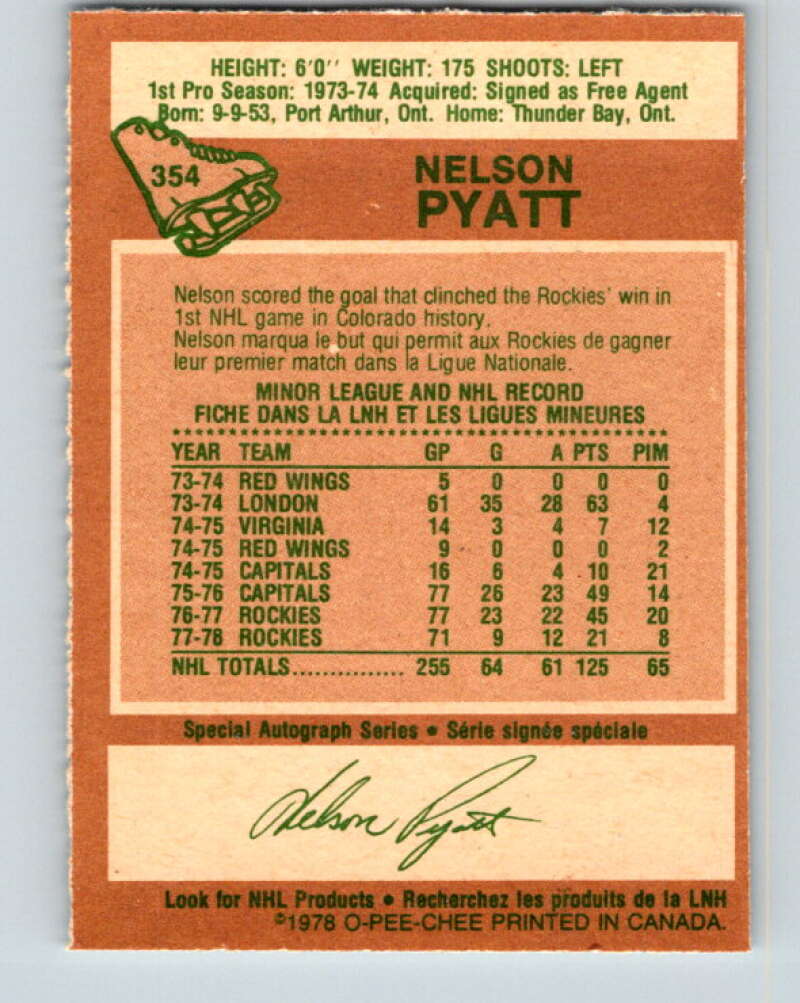 HEIGHT: 6'0'' WEIGHT: 175 SHOOTS: LEFT
1st Pro Season: 1973-74 Acquired: Signed as Free Agent
Born: 9-9-53, Port Arthur, Ont. Home: Thunder Bay, Ont.
354
NELSON
PYATT
Nelson scored the goal that clinched the Rockies' win in
1st NHL game in Colorado history.
Nelson marqua le but qui permit aux Rockies de gagner
leur premier match dans la Ligue Nationale.
MINOR LEAGUE AND NHL RECORD
FICHE DANS LA LNH ET LES LIGUES MINEURES
YEAR TEAM GP G A PTS PIM
73-74 RED WINGS 5 0 0 0 0
73-74 LONDON 61 35 28 63 4
74-75 VIRGINIA 14 3 4 7 12
74-75 RED WINGS 9 0 0 0 2
74-75 CAPITALS 16 6 4 10 21
75-76 CAPITALS 77 26 23 49 14
76-77 ROCKIES 77 23 22 45 20
77-78 ROCKIES 71 9 12 21 8
NHL TOTALS............... 255 64 61 125 65
Special Autograph Series • Série signée spéciale
Nelson Pyatt
Look for NHL Products • Recherchez les produits de la LNH
©1978 O-PEE-CHEE PRINTED IN CANADA.